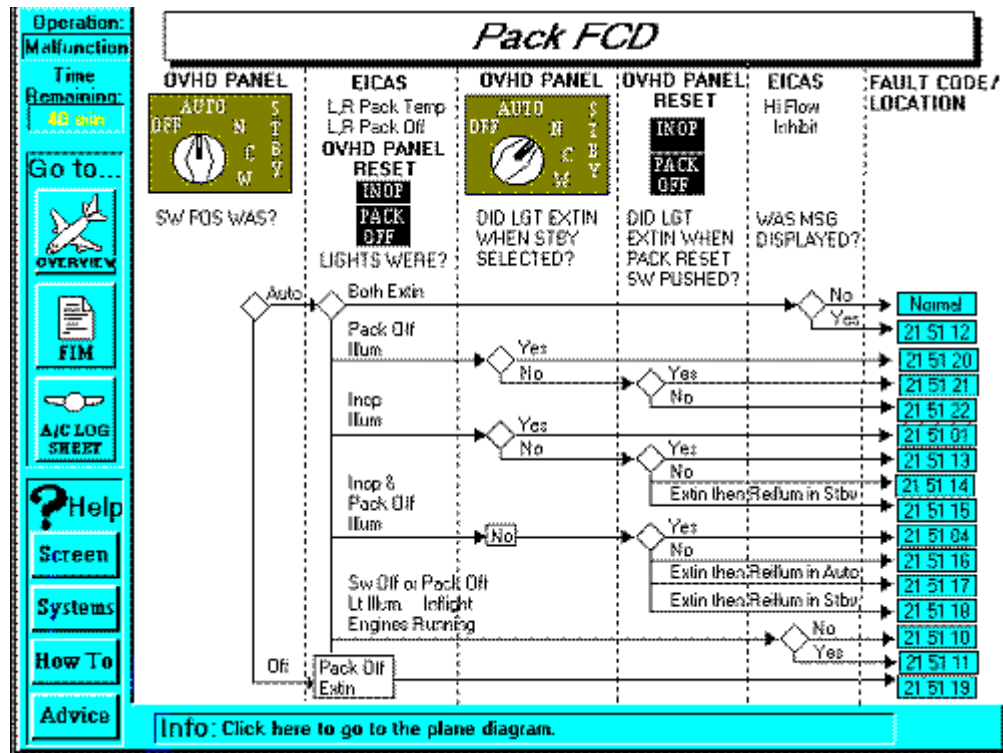 Operation:
Malfunction
Time
Remaining:
40 min
Go to...
OVERVIEW
FIM
A/C LOG
SHEET
?Help
Screen
Systems
How To
Advice
Pack FCD
OVHD PANEL
AUTO
OFF
N
C
W
STBY
SW POS WAS?
EICAS
L,R Pack Temp
L,R Pack Off
OVHD PANEL
RESET
INOP
PACK
OFF
LIGHTS WERE?
OVHD PANEL
AUTO
OFF
N
C
W
STBY
DID LGT EXTIN
WHEN STBY
SELECTED?
OVHD PANEL
RESET
INOP
PACK
OFF
DID LGT
EXTIN WHEN
PACK RESET
SW PUSHED?
EICAS
Hi Flow
Inhibit
WAS MSG
DISPLAYED?
FAULT CODE/
LOCATION
Auto
Both Extin
No
Normal
Yes
21 51 12
Pack Off
Illum
Yes
21 51 20
No
Yes
21 51 21
No
21 51 22
Inop
Illum
Yes
21 51 01
No
Yes
21 51 13
No
21 51 14
Extin then Reillum in Stby
21 51 15
Inop &
Pack Off
Illum
No
Yes
21 51 04
No
21 51 16
Extin then Reillum in Auto
21 51 17
Extin then Reillum in Stby
21 51 18
Sw Off or Pack Off
Lt Illum Inflight
Engines Running
No
21 51 10
Yes
21 51 11
Off
Pack Off
Extin
21 51 19
Info: Click here to go to the plane diagram.